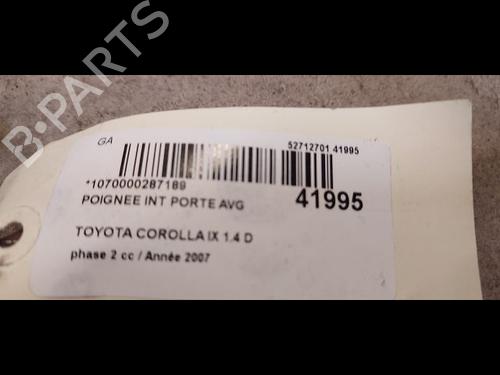 B-PARTS
GA
52712701 41995
*1070000287189
POIGNEE INT PORTE AVG
41995
TOYOTA COROLLA IX 1.4 D
phase 2 cc / Année 2007